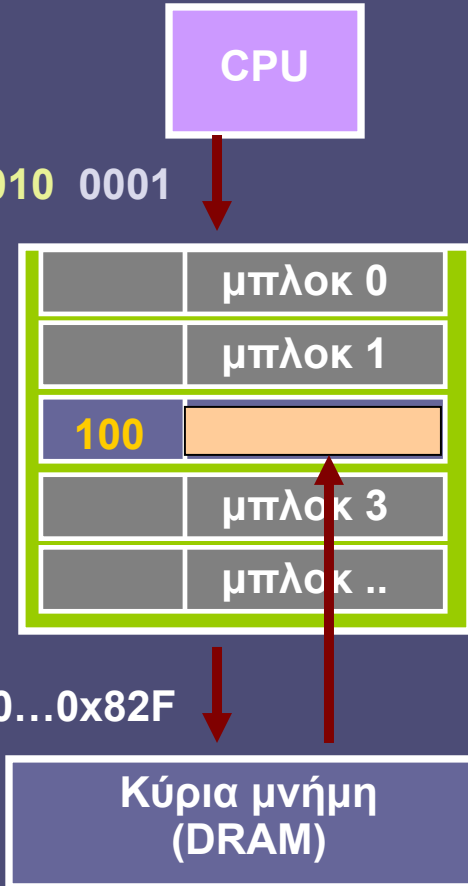 CPU
010 0001
μπλοκ 0
μπλοκ 1
100
μπλοκ 3
μπλοκ ..
0...0x82F
Κύρια μνήμη
(DRAM)